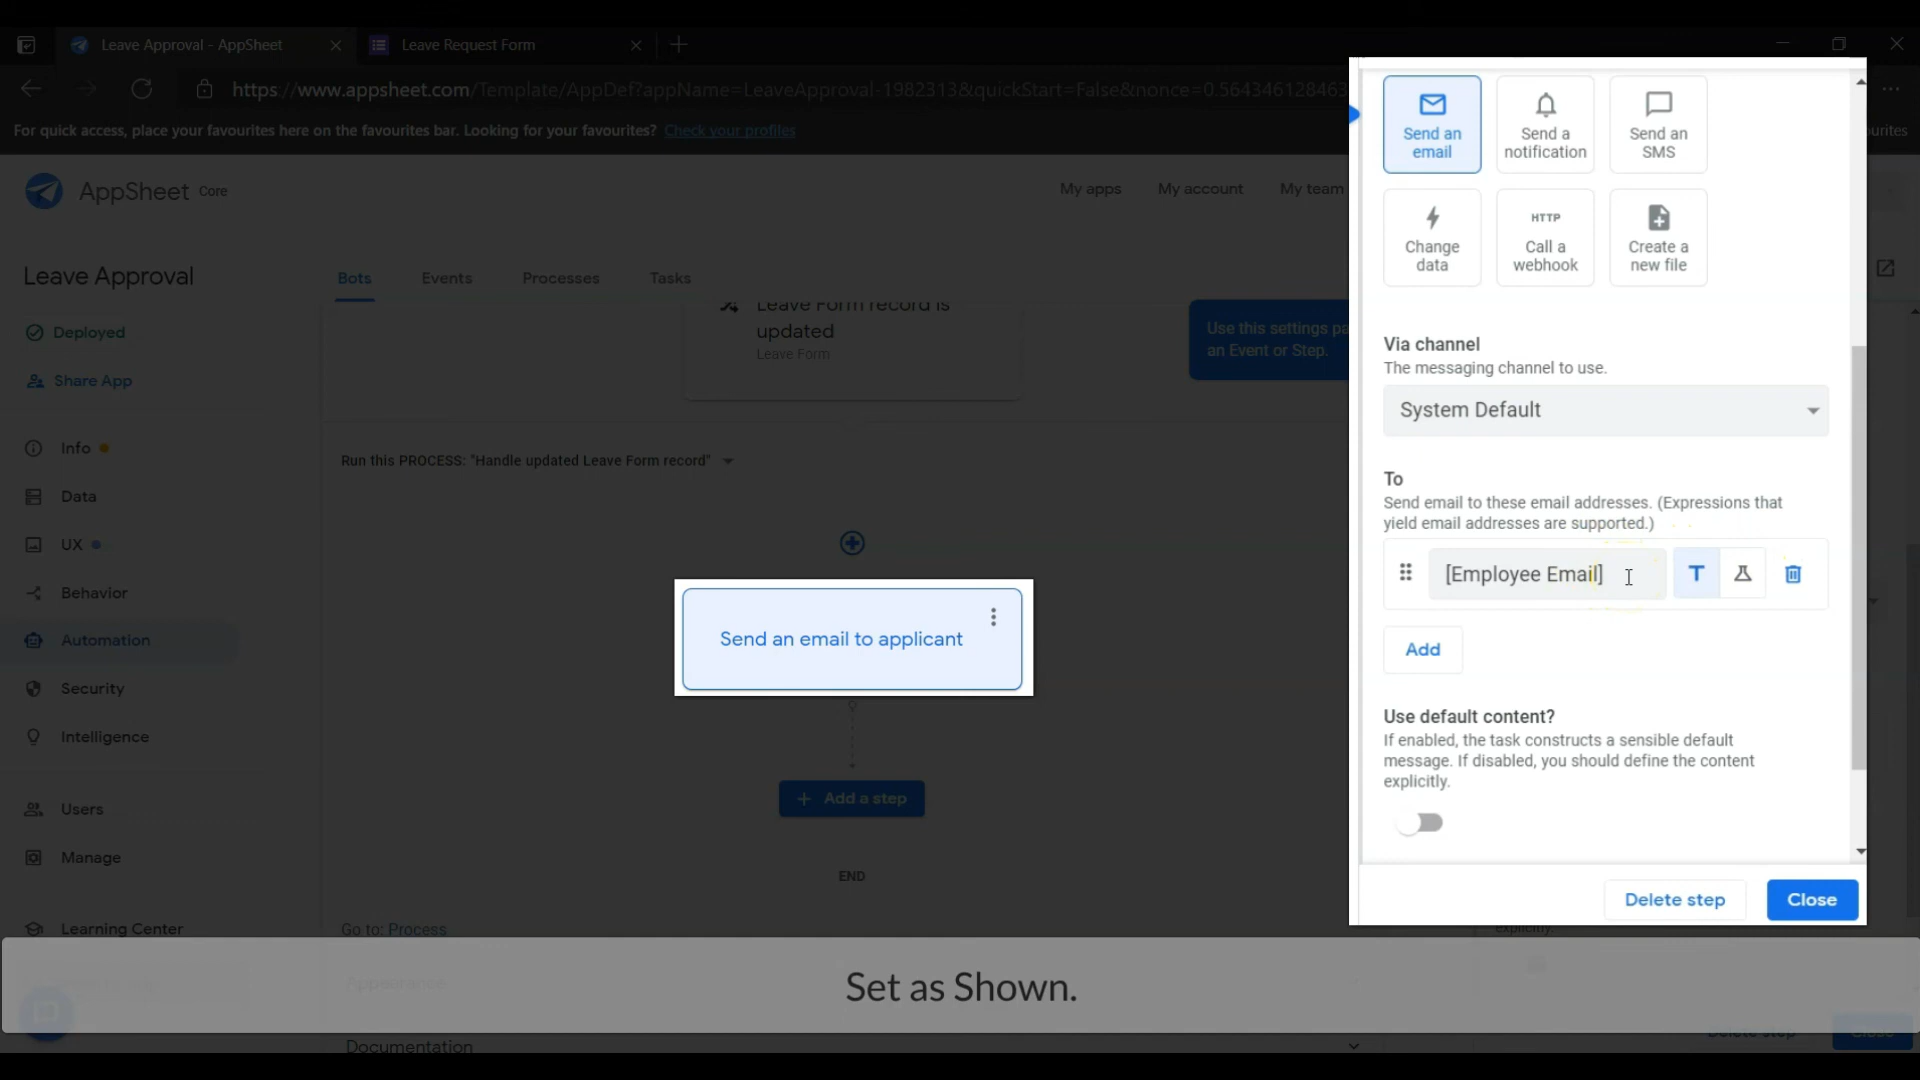 Leave Approval - AppSheet
Leave Request Form
https://www.appsheet.com/Template/AppDef?appName=LeaveApproval-1982313&quickStart=False&nonce=0.564346128463
For quick access, place your favourites here on the favourites bar. Looking for your favourites? Check your profiles
urites
AppSheet Core
My apps
My account
My team
Leave Approval
Deployed
Share App
Info
Data
UX
Behavior
Automation
Security
Intelligence
Users
Manage
Learning Center
Bots
Events
Processes
Tasks
Leave Form record is
updated
Leave Form
Use this settings pa
an Event or Step.
Run this PROCESS: "Handle updated Leave Form record"
Send an email to applicant
+ Add a step
END
Go to: Process
Appearance
Documentation
Send an
email
Send a
notification
Send an
SMS
Change
data
HTTP
Call a
webhook
Create a
new file
Via channel
The messaging channel to use.
System Default
To
Send email to these email addresses. (Expressions that
yield email addresses are supported.)
[Employee Email]
T
Add
Use default content?
If enabled, the task constructs a sensible default
message. If disabled, you should define the content
explicitly.
Delete step
Close
explicitly.
Set as Shown.
Delete step
Close